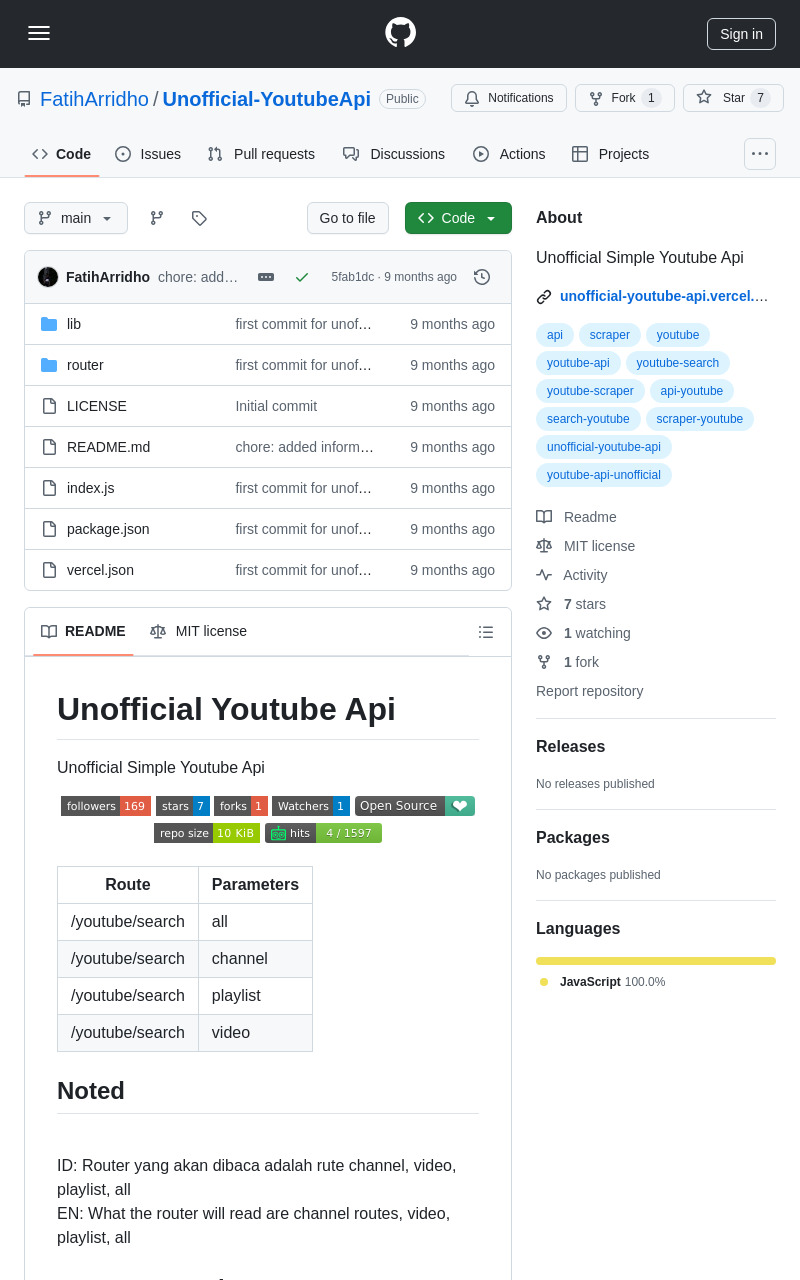 Sign in
FatihArridho / Unofficial-YoutubeApi Public
Notifications
Fork 1
Star 7
Code
Issues
Pull requests
Discussions
Actions
Projects
main
Go to file
Code
FatihArridho chore: add… 5fab1dc · 9 months ago
lib first commit for unof… 9 months ago
router first commit for unof… 9 months ago
LICENSE Initial commit 9 months ago
README.md chore: added inform… 9 months ago
index.js first commit for unof… 9 months ago
package.json first commit for unof… 9 months ago
vercel.json first commit for unof… 9 months ago
README
MIT license
Unofficial Youtube Api
Unofficial Simple Youtube Api
followers 169 stars 7 forks 1 Watchers 1 Open Source
repo size 10 KiB hits 4 / 1597
Route Parameters
/youtube/search all
/youtube/search channel
/youtube/search playlist
/youtube/search video
Noted
ID: Router yang akan dibaca adalah rute channel, video,
playlist, all
EN: What the router will read are channel routes, video,
playlist, all
About
Unofficial Simple Youtube Api
unofficial-youtube-api.vercel.…
api scraper youtube
youtube-api youtube-search
youtube-scraper api-youtube
search-youtube scraper-youtube
unofficial-youtube-api
youtube-api-unofficial
Readme
MIT license
Activity
7 stars
1 watching
1 fork
Report repository
Releases
No releases published
Packages
No packages published
Languages
JavaScript 100.0%